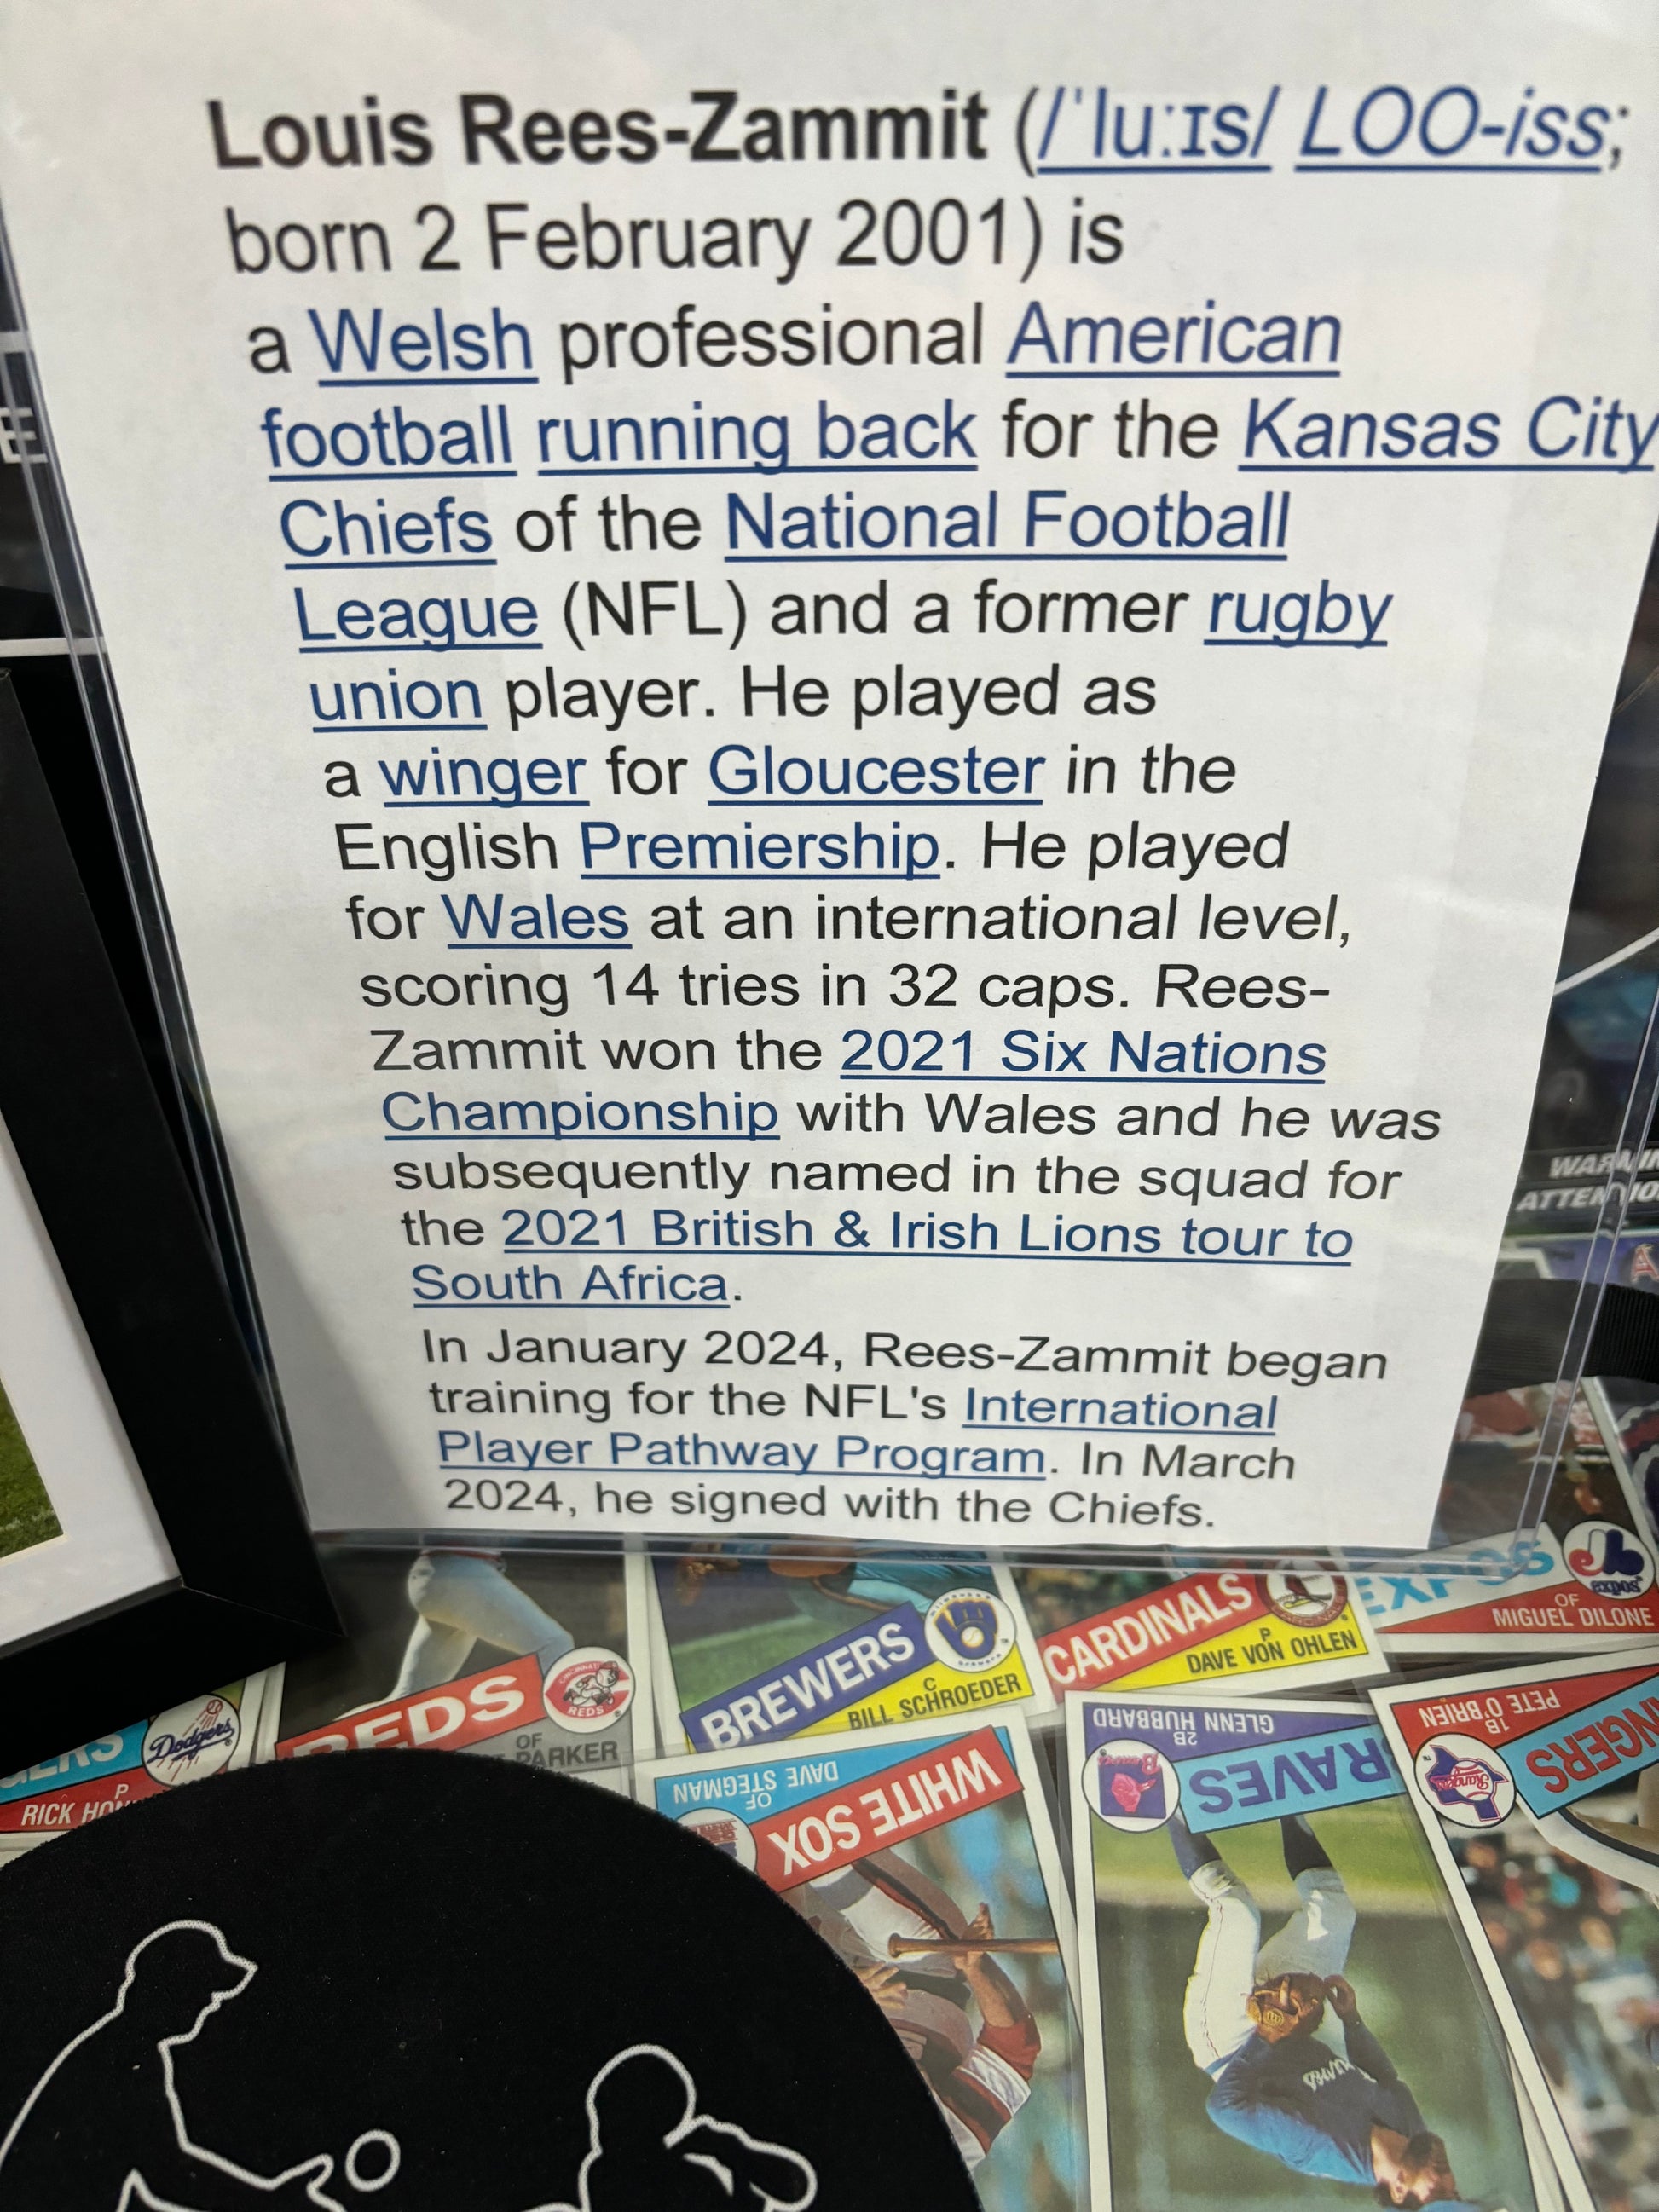 Louis Rees-Zammit (/ˈluːɪs/ LOO-iss;
born 2 February 2001) is
a Welsh professional American
football running back for the Kansas City
Chiefs of the National Football
League (NFL) and a former rugby
union player. He played as
a winger for Gloucester in the
English Premiership. He played
for Wales at an international level,
scoring 14 tries in 32 caps. Rees-
Zammit won the 2021 Six Nations
Championship with Wales and he was
subsequently named in the squad for
the 2021 British & Irish Lions tour to
South Africa.
In January 2024, Rees-Zammit began
training for the NFL's International
Player Pathway Program. In March
2024, he signed with the Chiefs.
EXPOS
expos
OF
MIGUEL DILONE
CARDINALS
P
DAVE VON OHLEN
BREWERS
C
BILL SCHROEDER
REDS
REDS
OF
PARKER
Dodgers
P
RICK
DAVE STEGMAN
OF
WHITE SOX
GLENN HUBBARD
2B
Braves
PETE O'BRIEN
1B
Rangers